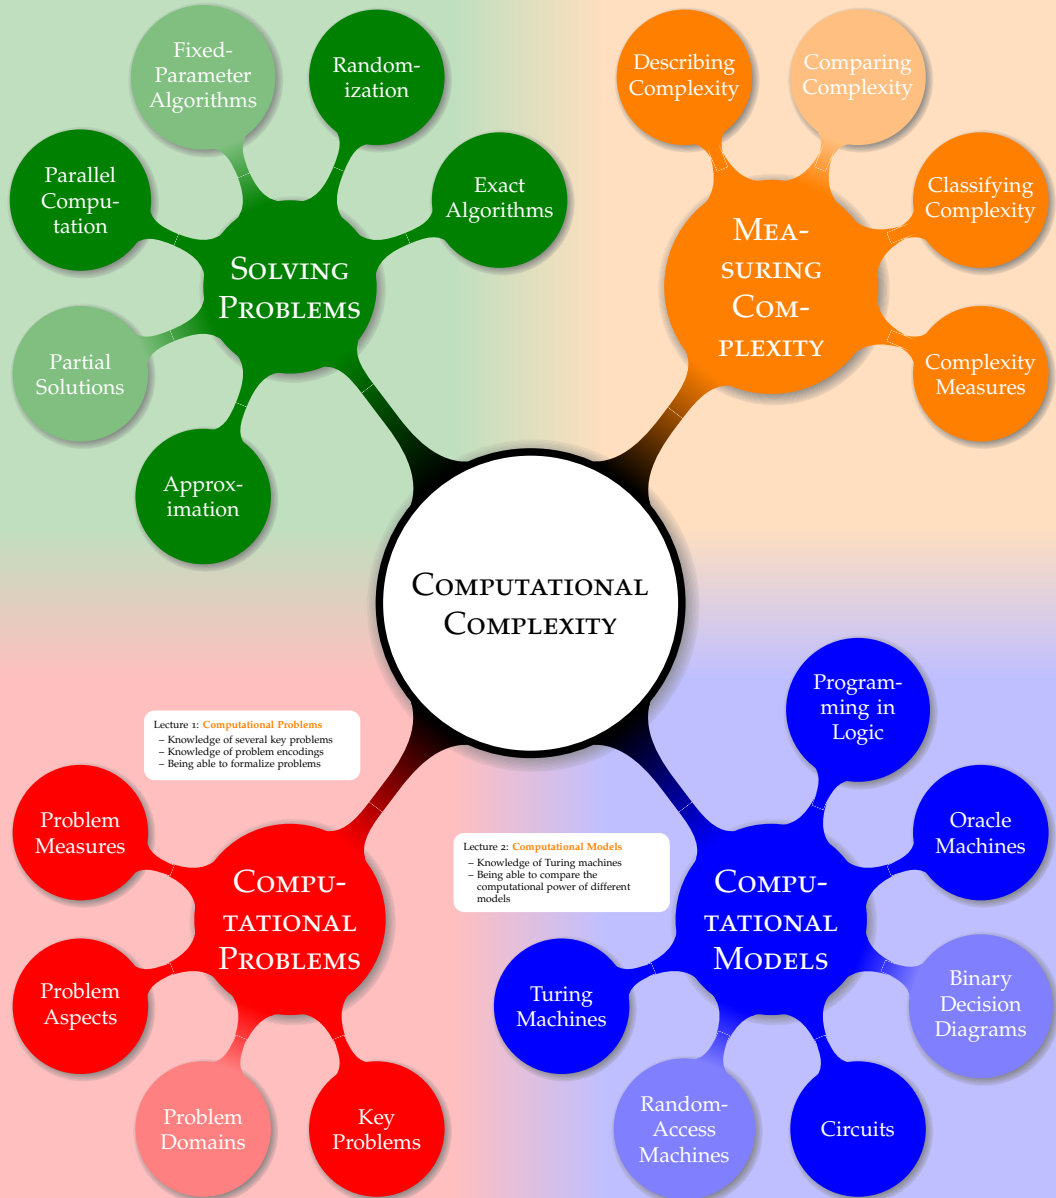 Fixed-
Parameter
Algorithms
Random-
ization
Describing
Complexity
Comparing
Complexity
Parallel
Compu-
tation
Exact
Algorithms
Classifying
Complexity
Solving
Problems
Mea-
suring
Com-
plexity
Partial
Solutions
Complexity
Measures
Approx-
imation
Computational
Complexity
Program-
ming in
Logic
Lecture 1: Computational Problems
– Knowledge of several key problems
– Knowledge of problem encodings
– Being able to formalize problems
Problem
Measures
Oracle
Machines
Lecture 2: Computational Models
– Knowledge of Turing machines
– Being able to compare the
computational power of different
models
Compu-
tational
Problems
Compu-
tational
Models
Problem
Aspects
Turing
Machines
Binary
Decision
Diagrams
Problem
Domains
Key
Problems
Random-
Access
Machines
Circuits